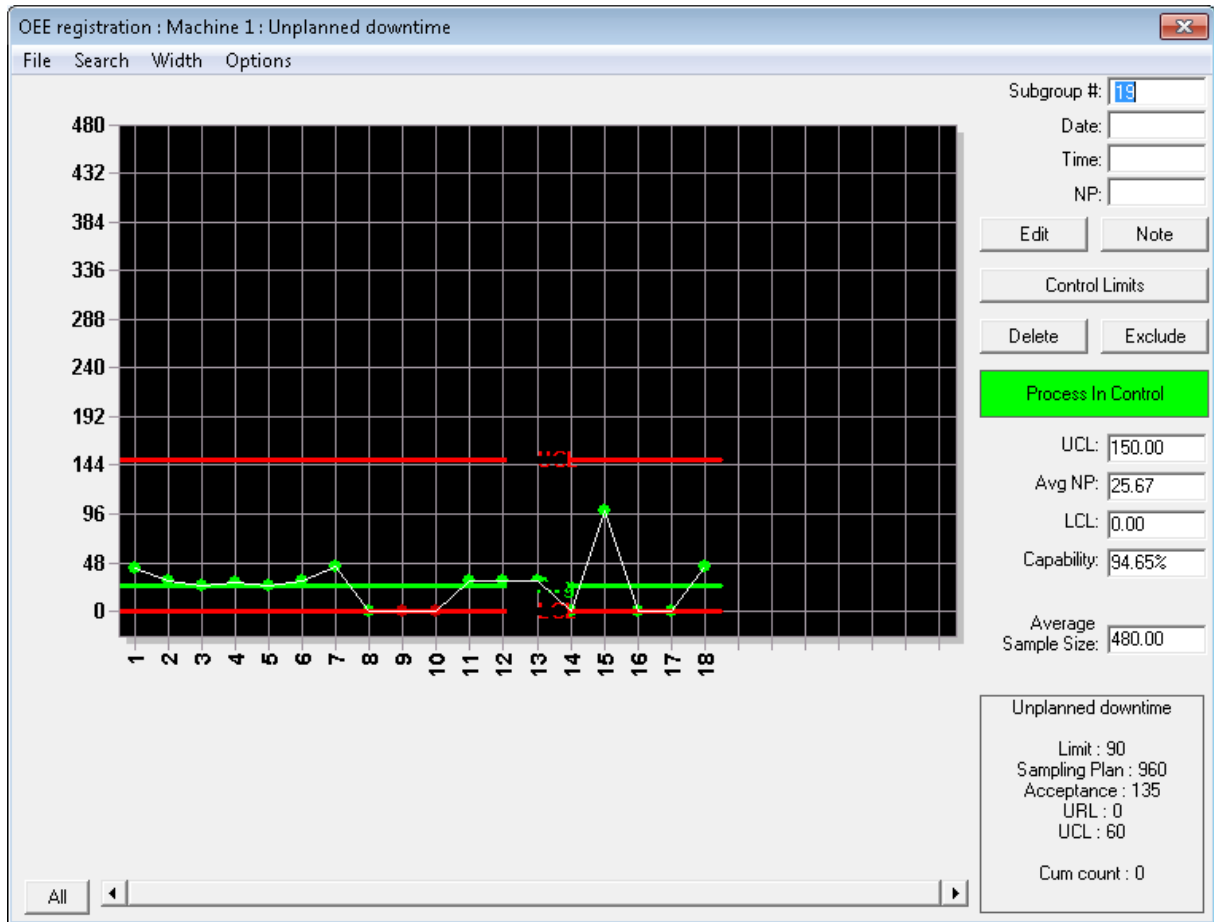 OEE registration : Machine 1 : Unplanned downtime
File Search Width Options
Subgroup #: 19
Date:
Time:
NP:
Edit Note
Control Limits
Delete Exclude
Process In Control
UCL: 150.00
Avg NP: 25.67
LCL: 0.00
Capability: 94.65%
Average
Sample Size: 480.00
Unplanned downtime
Limit : 90
Sampling Plan : 960
Acceptance : 135
URL : 0
UCL : 60
Cum count : 0
480
432
384
336
288
240
192
144
96
48
0
UCL
LCL
1 2 3 4 5 6 7 8 9 10 11 12 13 14 15 16 17 18
All